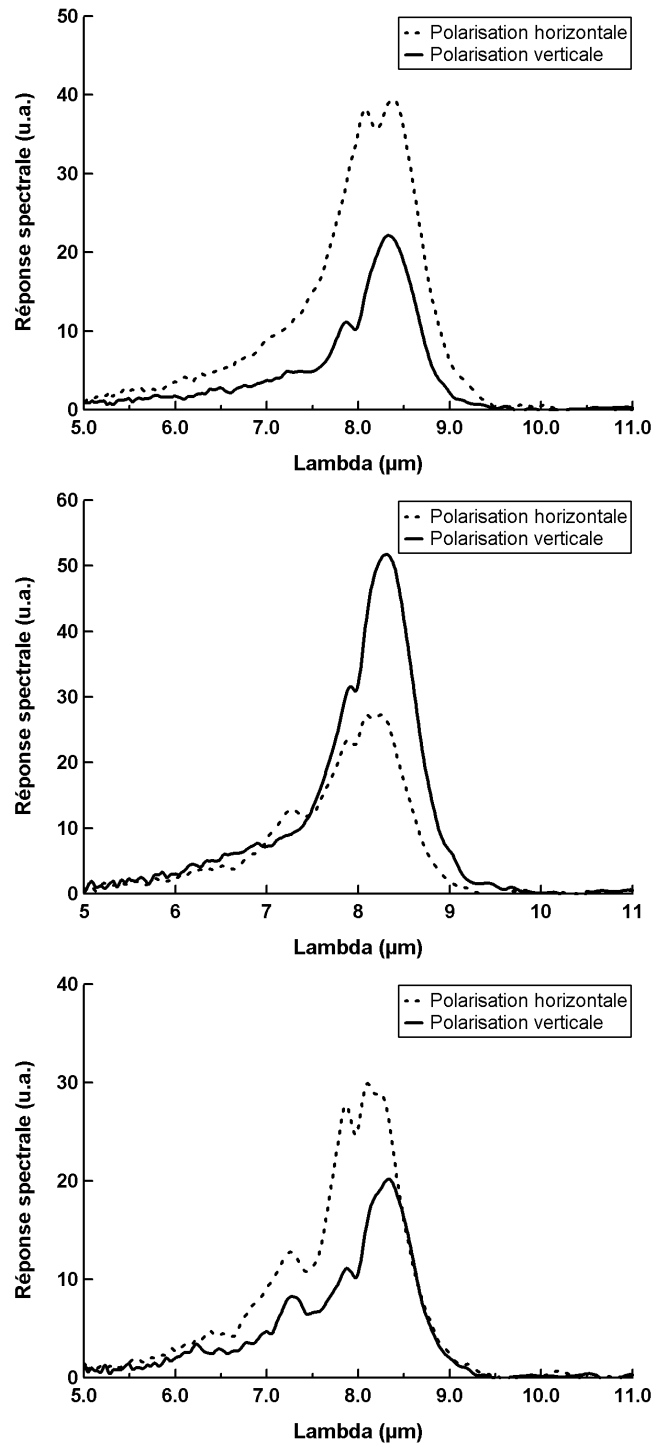 50
Polarisation horizontale
Polarisation verticale
40
30
20
10
0
Réponse spectrale (u.a.)
5.0 6.0 7.0 8.0 9.0 10.0 11.0
Lambda (µm)
60
Polarisation horizontale
Polarisation verticale
50
40
30
20
10
0
Réponse spectrale (u.a.)
5 6 7 8 9 10 11
Lambda (µm)
40
Polarisation horizontale
Polarisation verticale
30
20
10
0
Réponse spectrale (u.a.)
5.0 6.0 7.0 8.0 9.0 10.0 11.0
Lambda (µm)